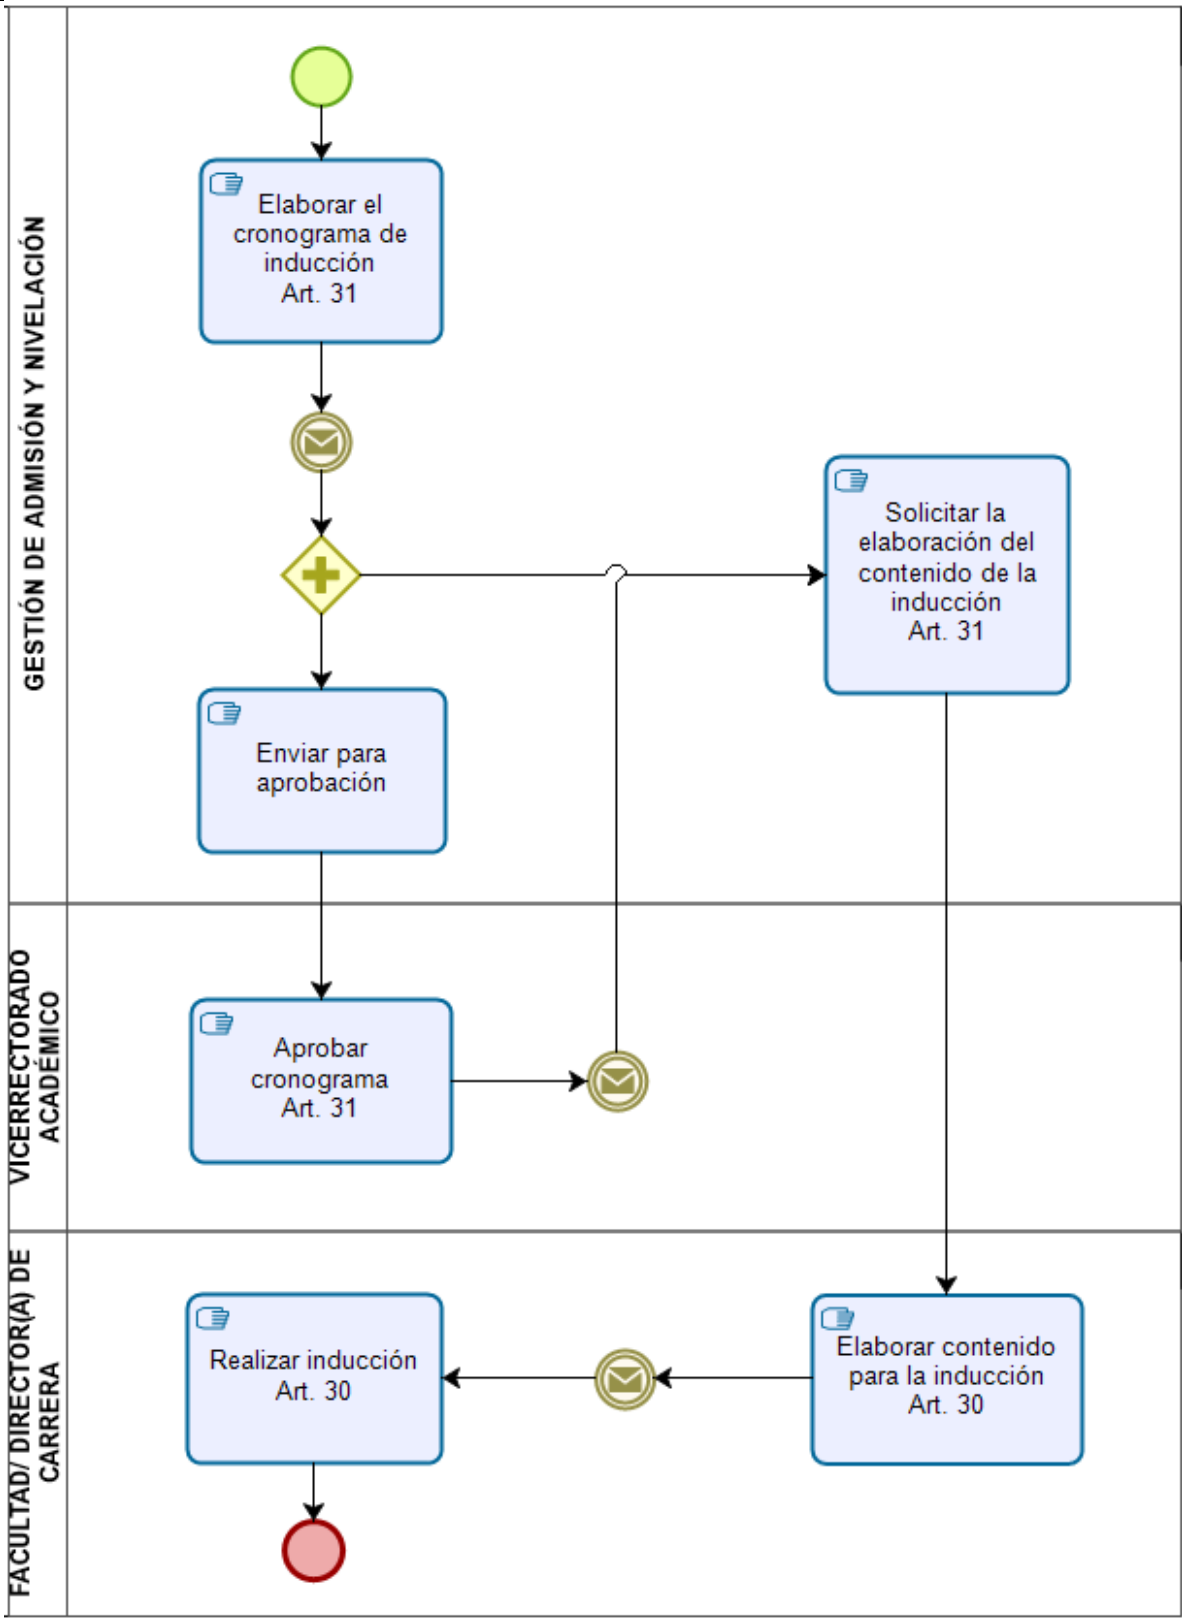 GESTIÓN DE ADMISIÓN Y NIVELACIÓN
Elaborar el
cronograma de
inducción
Art. 31
Solicitar la
elaboración del
contenido de la
inducción
Art. 31
Enviar para
aprobación
VICERRECTORADO
ACADÉMICO
Aprobar
cronograma
Art. 31
FACULTAD/ DIRECTOR(A) DE
CARRERA
Realizar inducción
Art. 30
Elaborar contenido
para la inducción
Art. 30